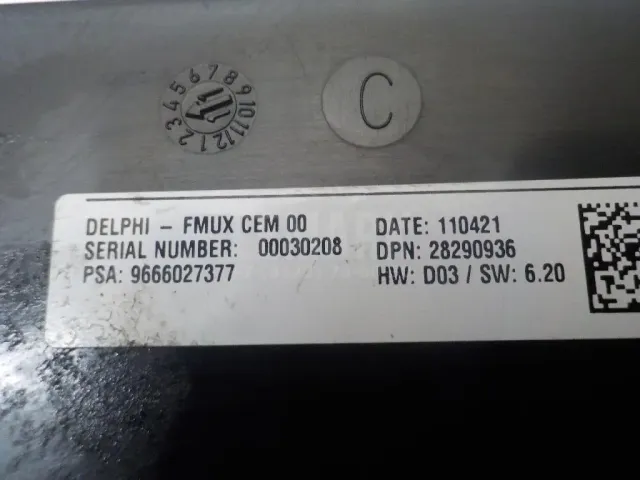 1 2 3 4 5 6 7 8 9 10 11 12
11
C
DELPHI – FMUX CEM 00 DATE: 110421
SERIAL NUMBER: 00030208 DPN: 28290936
PSA: 9666027377 HW: D03 / SW: 6.20